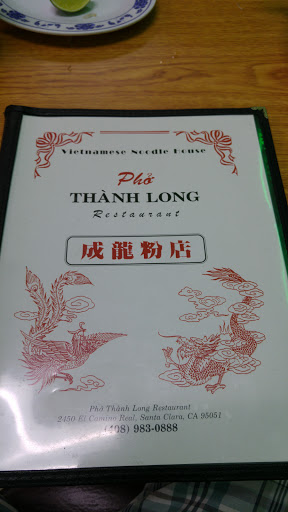 Vietnamese Noodle House
Phở
THÀNH LONG
Restaurant
成龍粉店
Phở Thành Long Restaurant
2450 El Camino Real, Santa Clara, CA 95051
(408) 983-0888